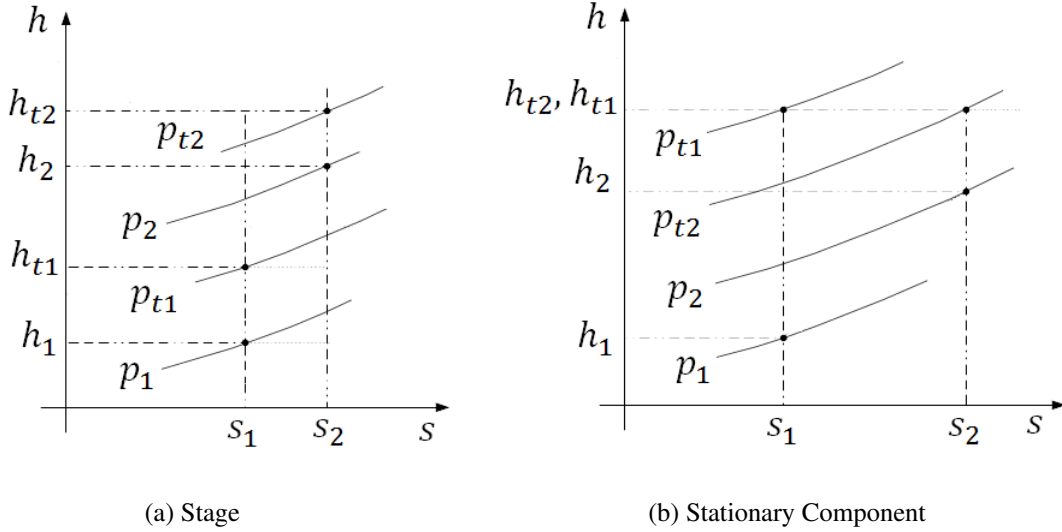 h
h_{t2}
p_{t2}
h_2
p_2
h_{t1}
p_{t1}
h_1
p_1
s_1
s_2
s
(a) Stage
h
h_{t2}, h_{t1}
p_{t1}
h_2
p_{t2}
p_2
h_1
p_1
s_1
s_2
s
(b) Stationary Component